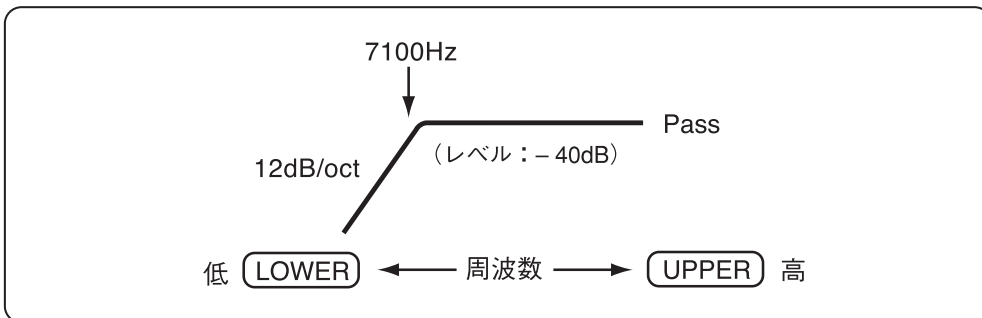 7100Hz
Pass
（レベル：– 40dB）
12dB/oct
低 LOWER 周波数 UPPER 高